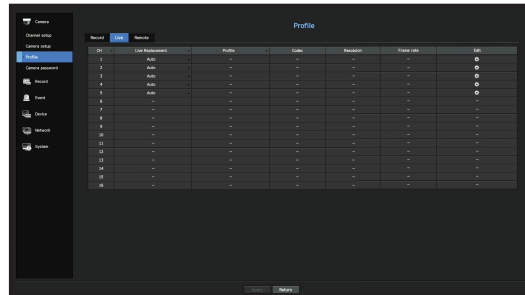 Camera
Profile
Channel setup
Camera setup
Profile
Camera password
Record
Event
Device
Network
System
Record Live Remote
CH Live Replacement Profile Codec Resolution Frame rate Edit
1 Auto - - - -
2 Auto - - - -
3 Auto - - - -
4 Auto - - - -
5 Auto - - - -
6 - - - - - -
7 - - - - - -
8 - - - - - -
9 - - - - - -
10 - - - - - -
11 - - - - - -
12 - - - - - -
13 - - - - - -
14 - - - - - -
15 - - - - - -
16 - - - - - -
Apply Return